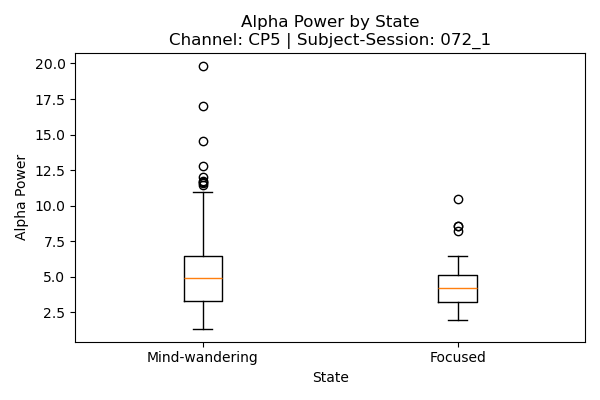 Alpha Power by State
Channel: CP5 | Subject-Session: 072_1
20.0
17.5
15.0
12.5
10.0
7.5
5.0
2.5
Alpha Power
Mind-wandering
Focused
State